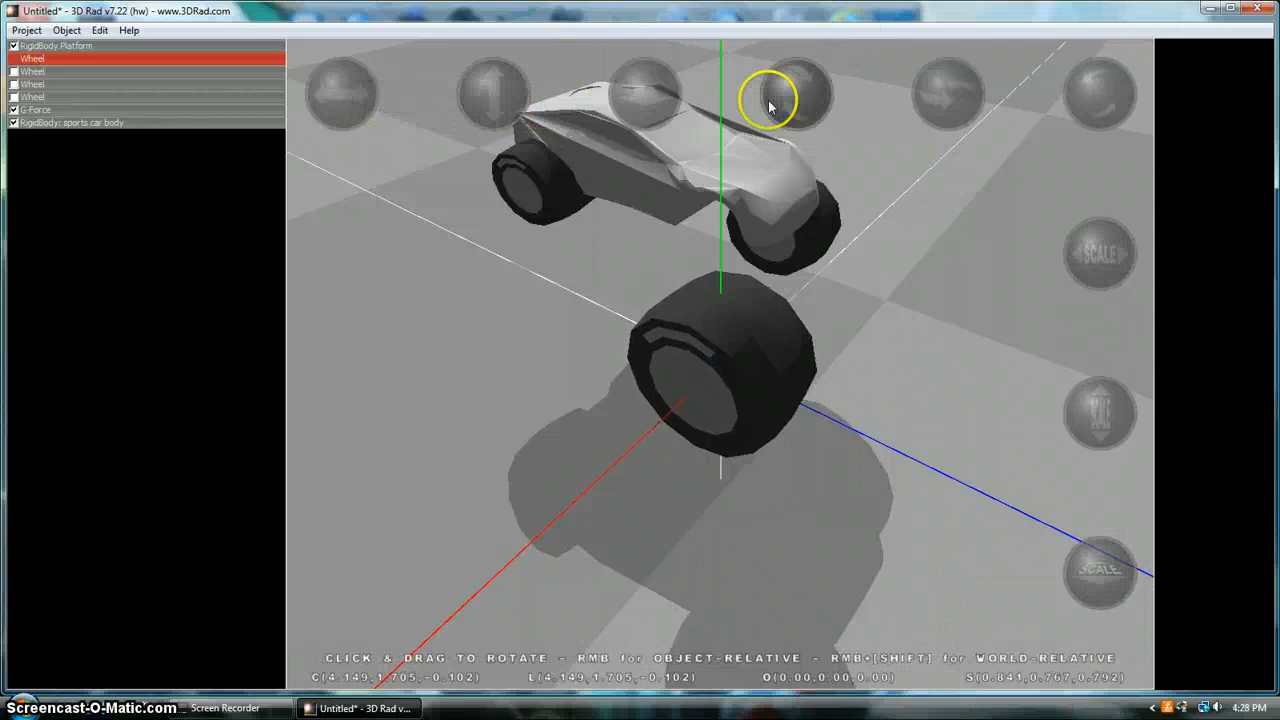 Untitled* - 3D Rad v7.22 (hw) - www.3DRad.com
Project Object Edit Help
RigidBody Platform
Wheel
Wheel
Wheel
Wheel
G-Force
RigidBody: sports car body
SCALE
SCALE
SCALE
CLICK & DRAG TO ROTATE - RMB for OBJECT-RELATIVE - RMB+[SHIFT] for WORLD-RELATIVE
C(4.149,1.705,-0.102) L(4.149,1.705,-0.102) O(0.00,0.00,0.00) S(0.841,0.767,0.792)
Screencast-O-Matic.com Screen Recorder Untitled* - 3D Rad v... 4:28 PM